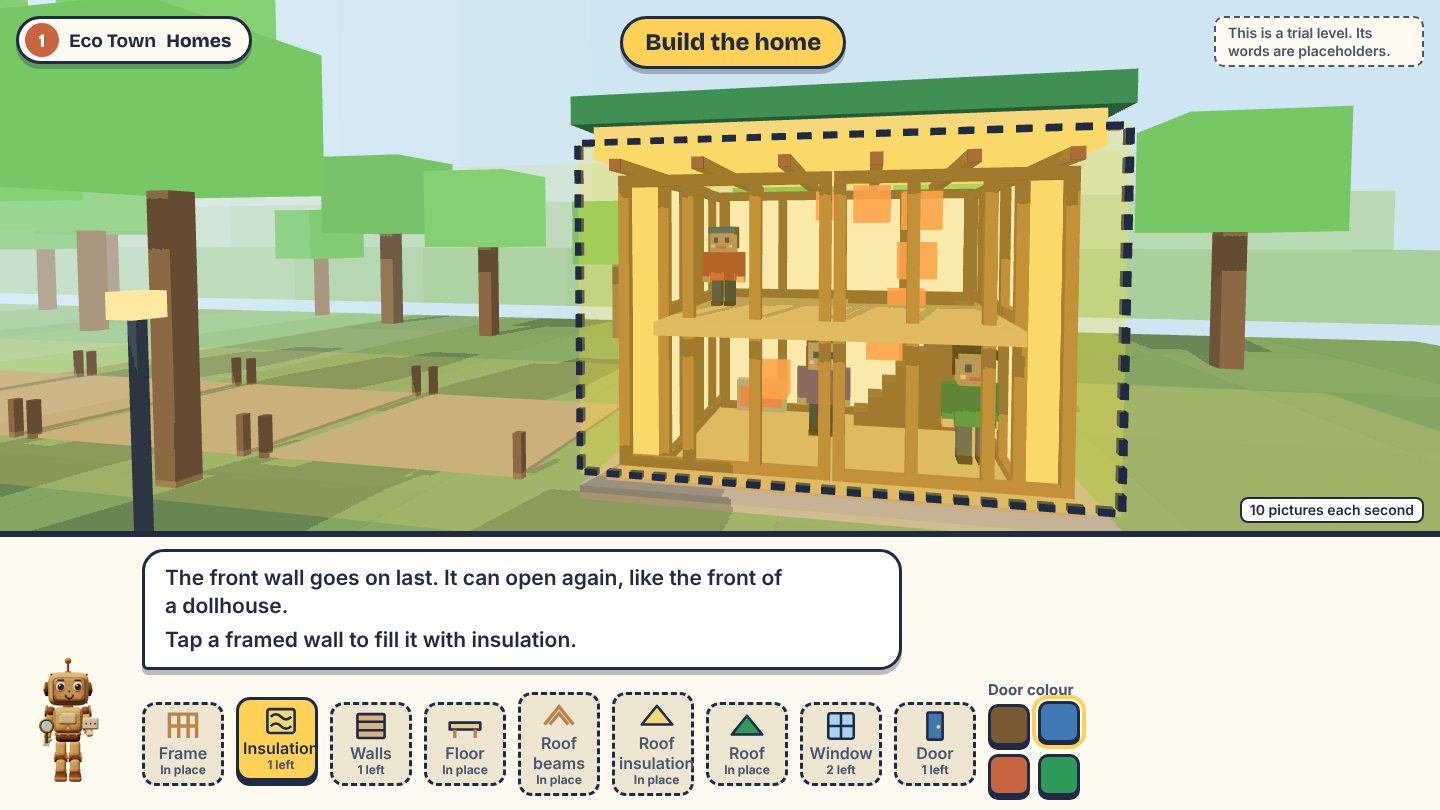 1 Eco Town Homes
Build the home
This is a trial level. Its
words are placeholders.
10 pictures each second
The front wall goes on last. It can open again, like the front of
a dollhouse.
Tap a framed wall to fill it with insulation.
Door colour
Frame
In place
Insulation
1 left
Walls
1 left
Floor
In place
Roof
beams
In place
Roof
insulation
In place
Roof
In place
Window
2 left
Door
1 left